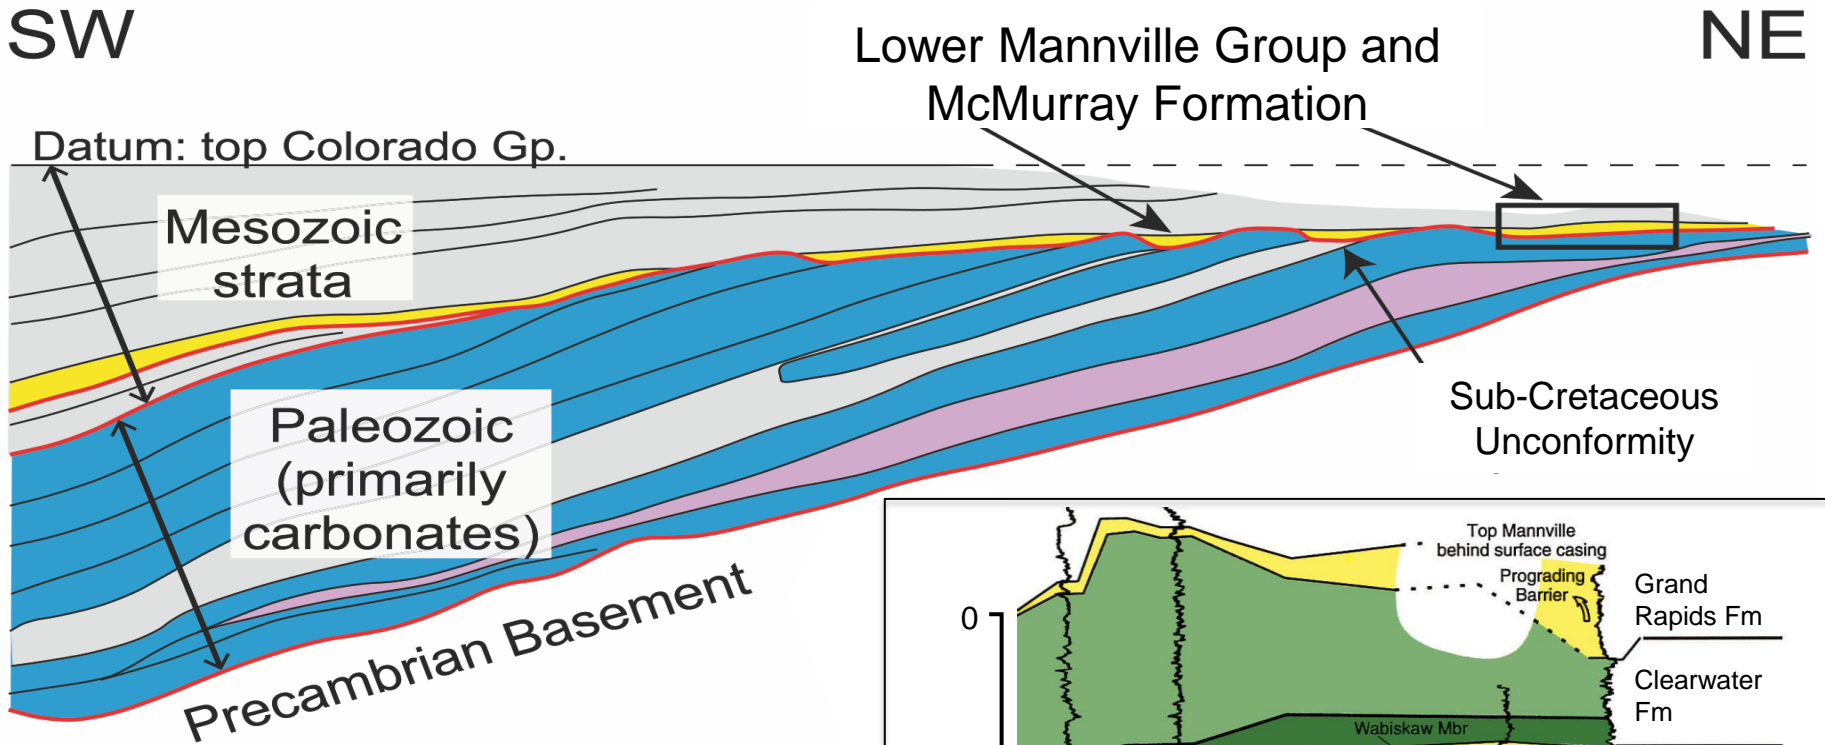 SW
Lower Mannville Group and
McMurray Formation
NE
Datum: top Colorado Gp.
Mesozoic
strata
Paleozoic
(primarily
carbonates)
Sub-Cretaceous
Unconformity
Precambrian Basement
Top Mannville
behind surface casing
Prograding
Barrier
Grand
Rapids Fm
0
Clearwater
Fm
Wabiskaw Mbr